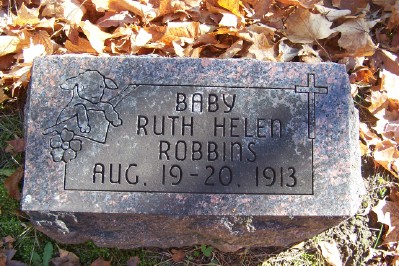 BABY
RUTH HELEN
ROBBINS
AUG. 19-20. 1913